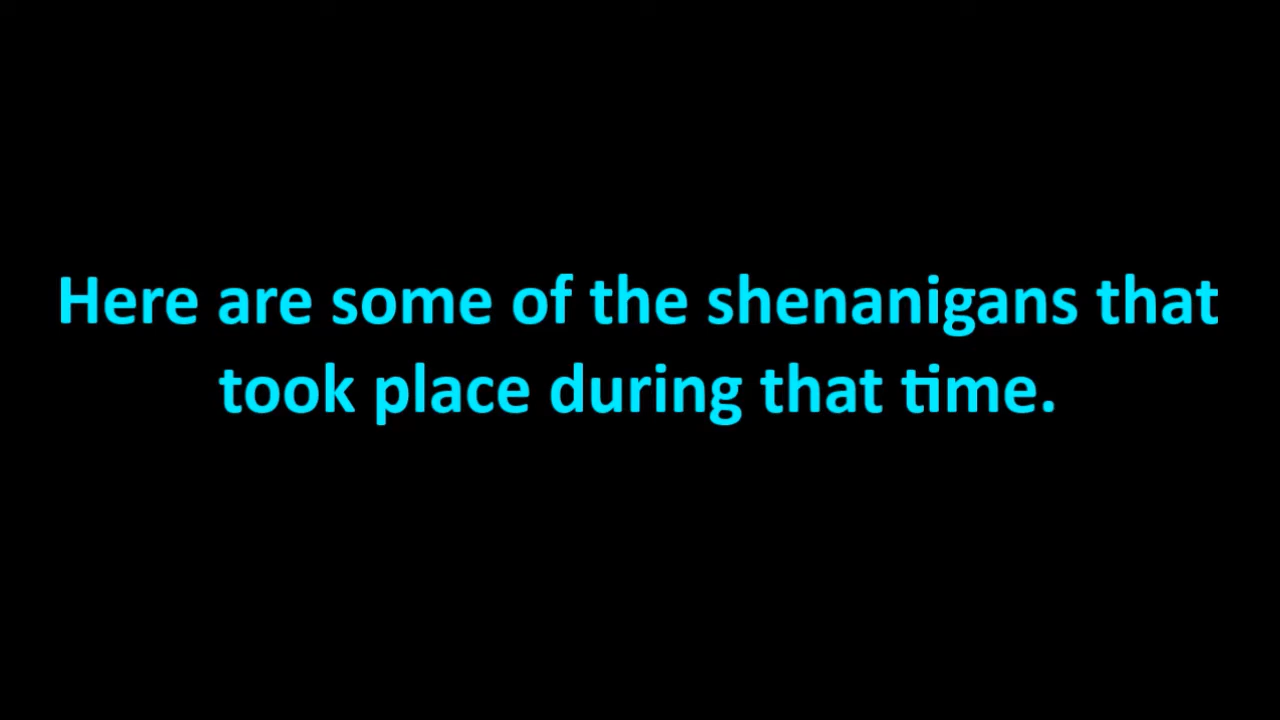 Here are some of the shenanigans that
took place during that time.